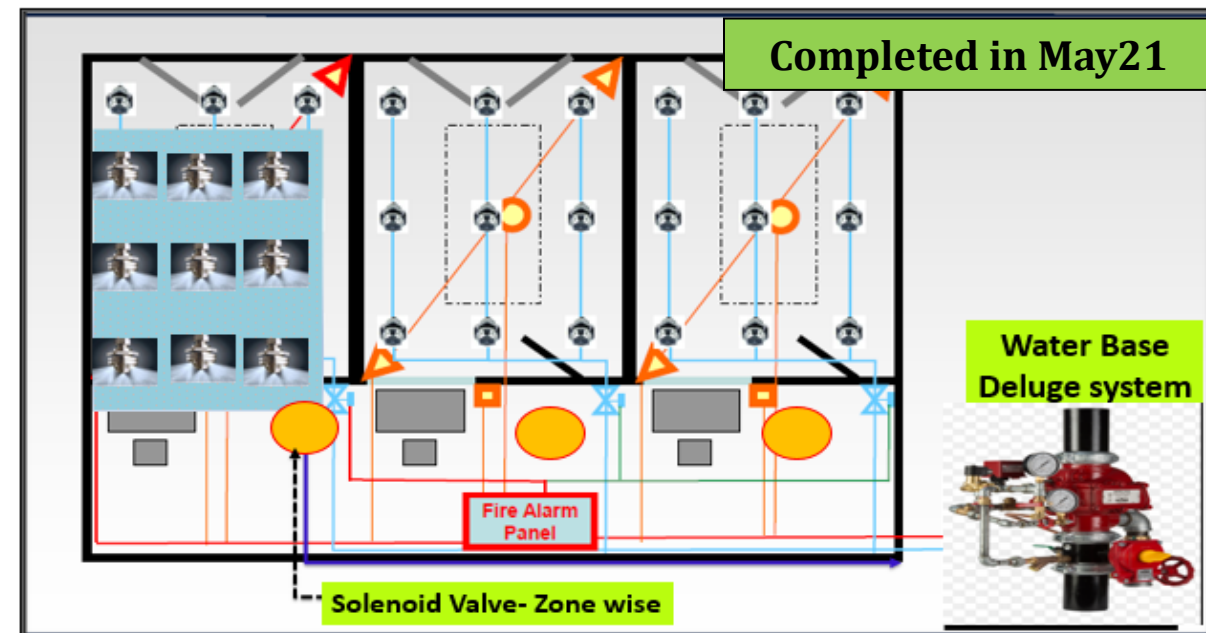 Completed in May21
Water Base
Deluge system
Fire Alarm
Panel
Solenoid Valve- Zone wise